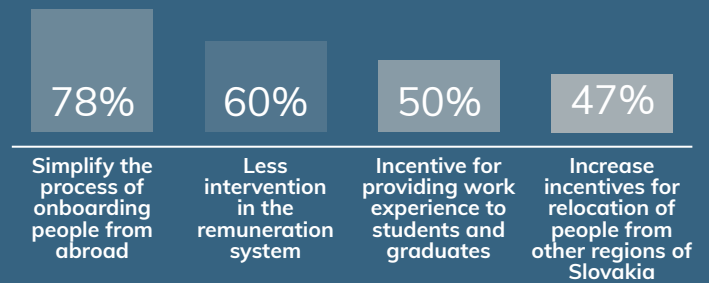 78%
60%
50%
47%
Simplify the
process of
onboarding
people from
abroad
Less
intervention
in the
remuneration
system
Incentive for
providing work
experience to
students and
graduates
Increase
incentives for
relocation of
people from
other regions of
Slovakia